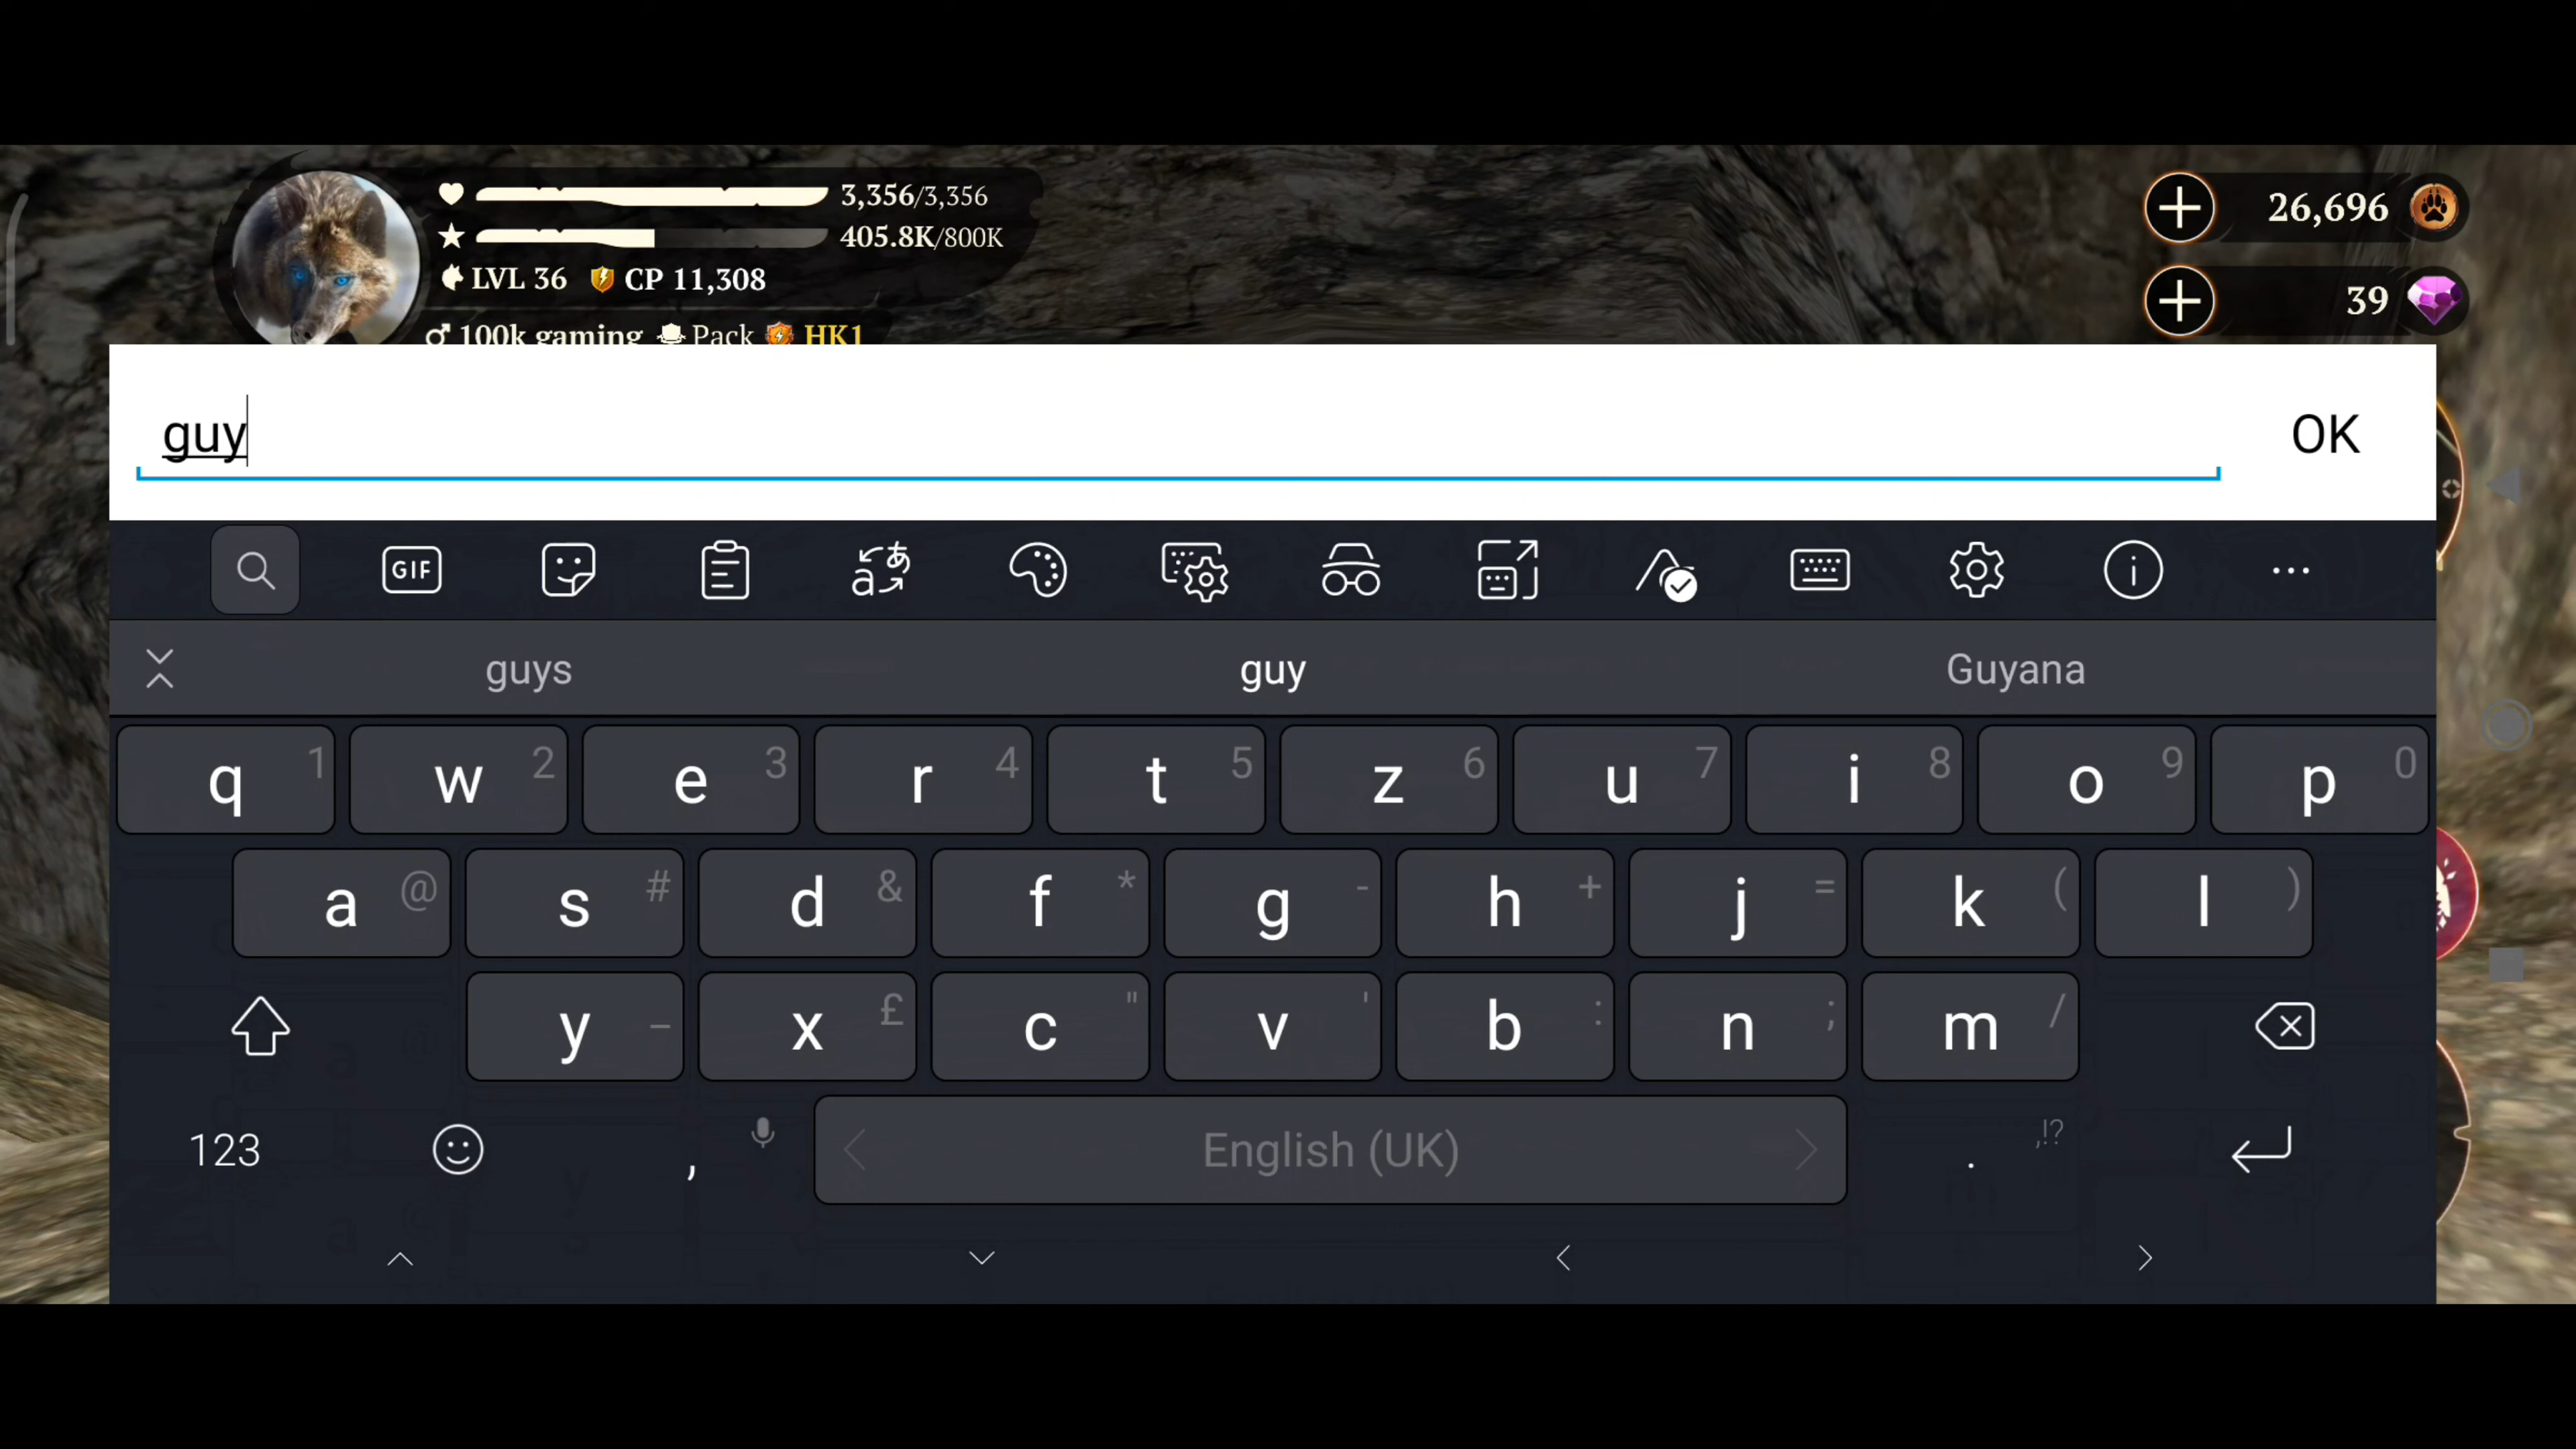 3,356/3,356
405.8K/800K
LVL 36 CP 11,308
100k gaming Pack HK1
26,696
39
guy
OK
GIF
guys guy Guyana
q 1 w 2 e 3 r 4 t 5 z 6 u 7 i 8 o 9 p 0
a @ s # d & f * g - h + j = k ( l )
y _ x £ c " v ' b : n ; m /
123 , English (UK) . ,!?